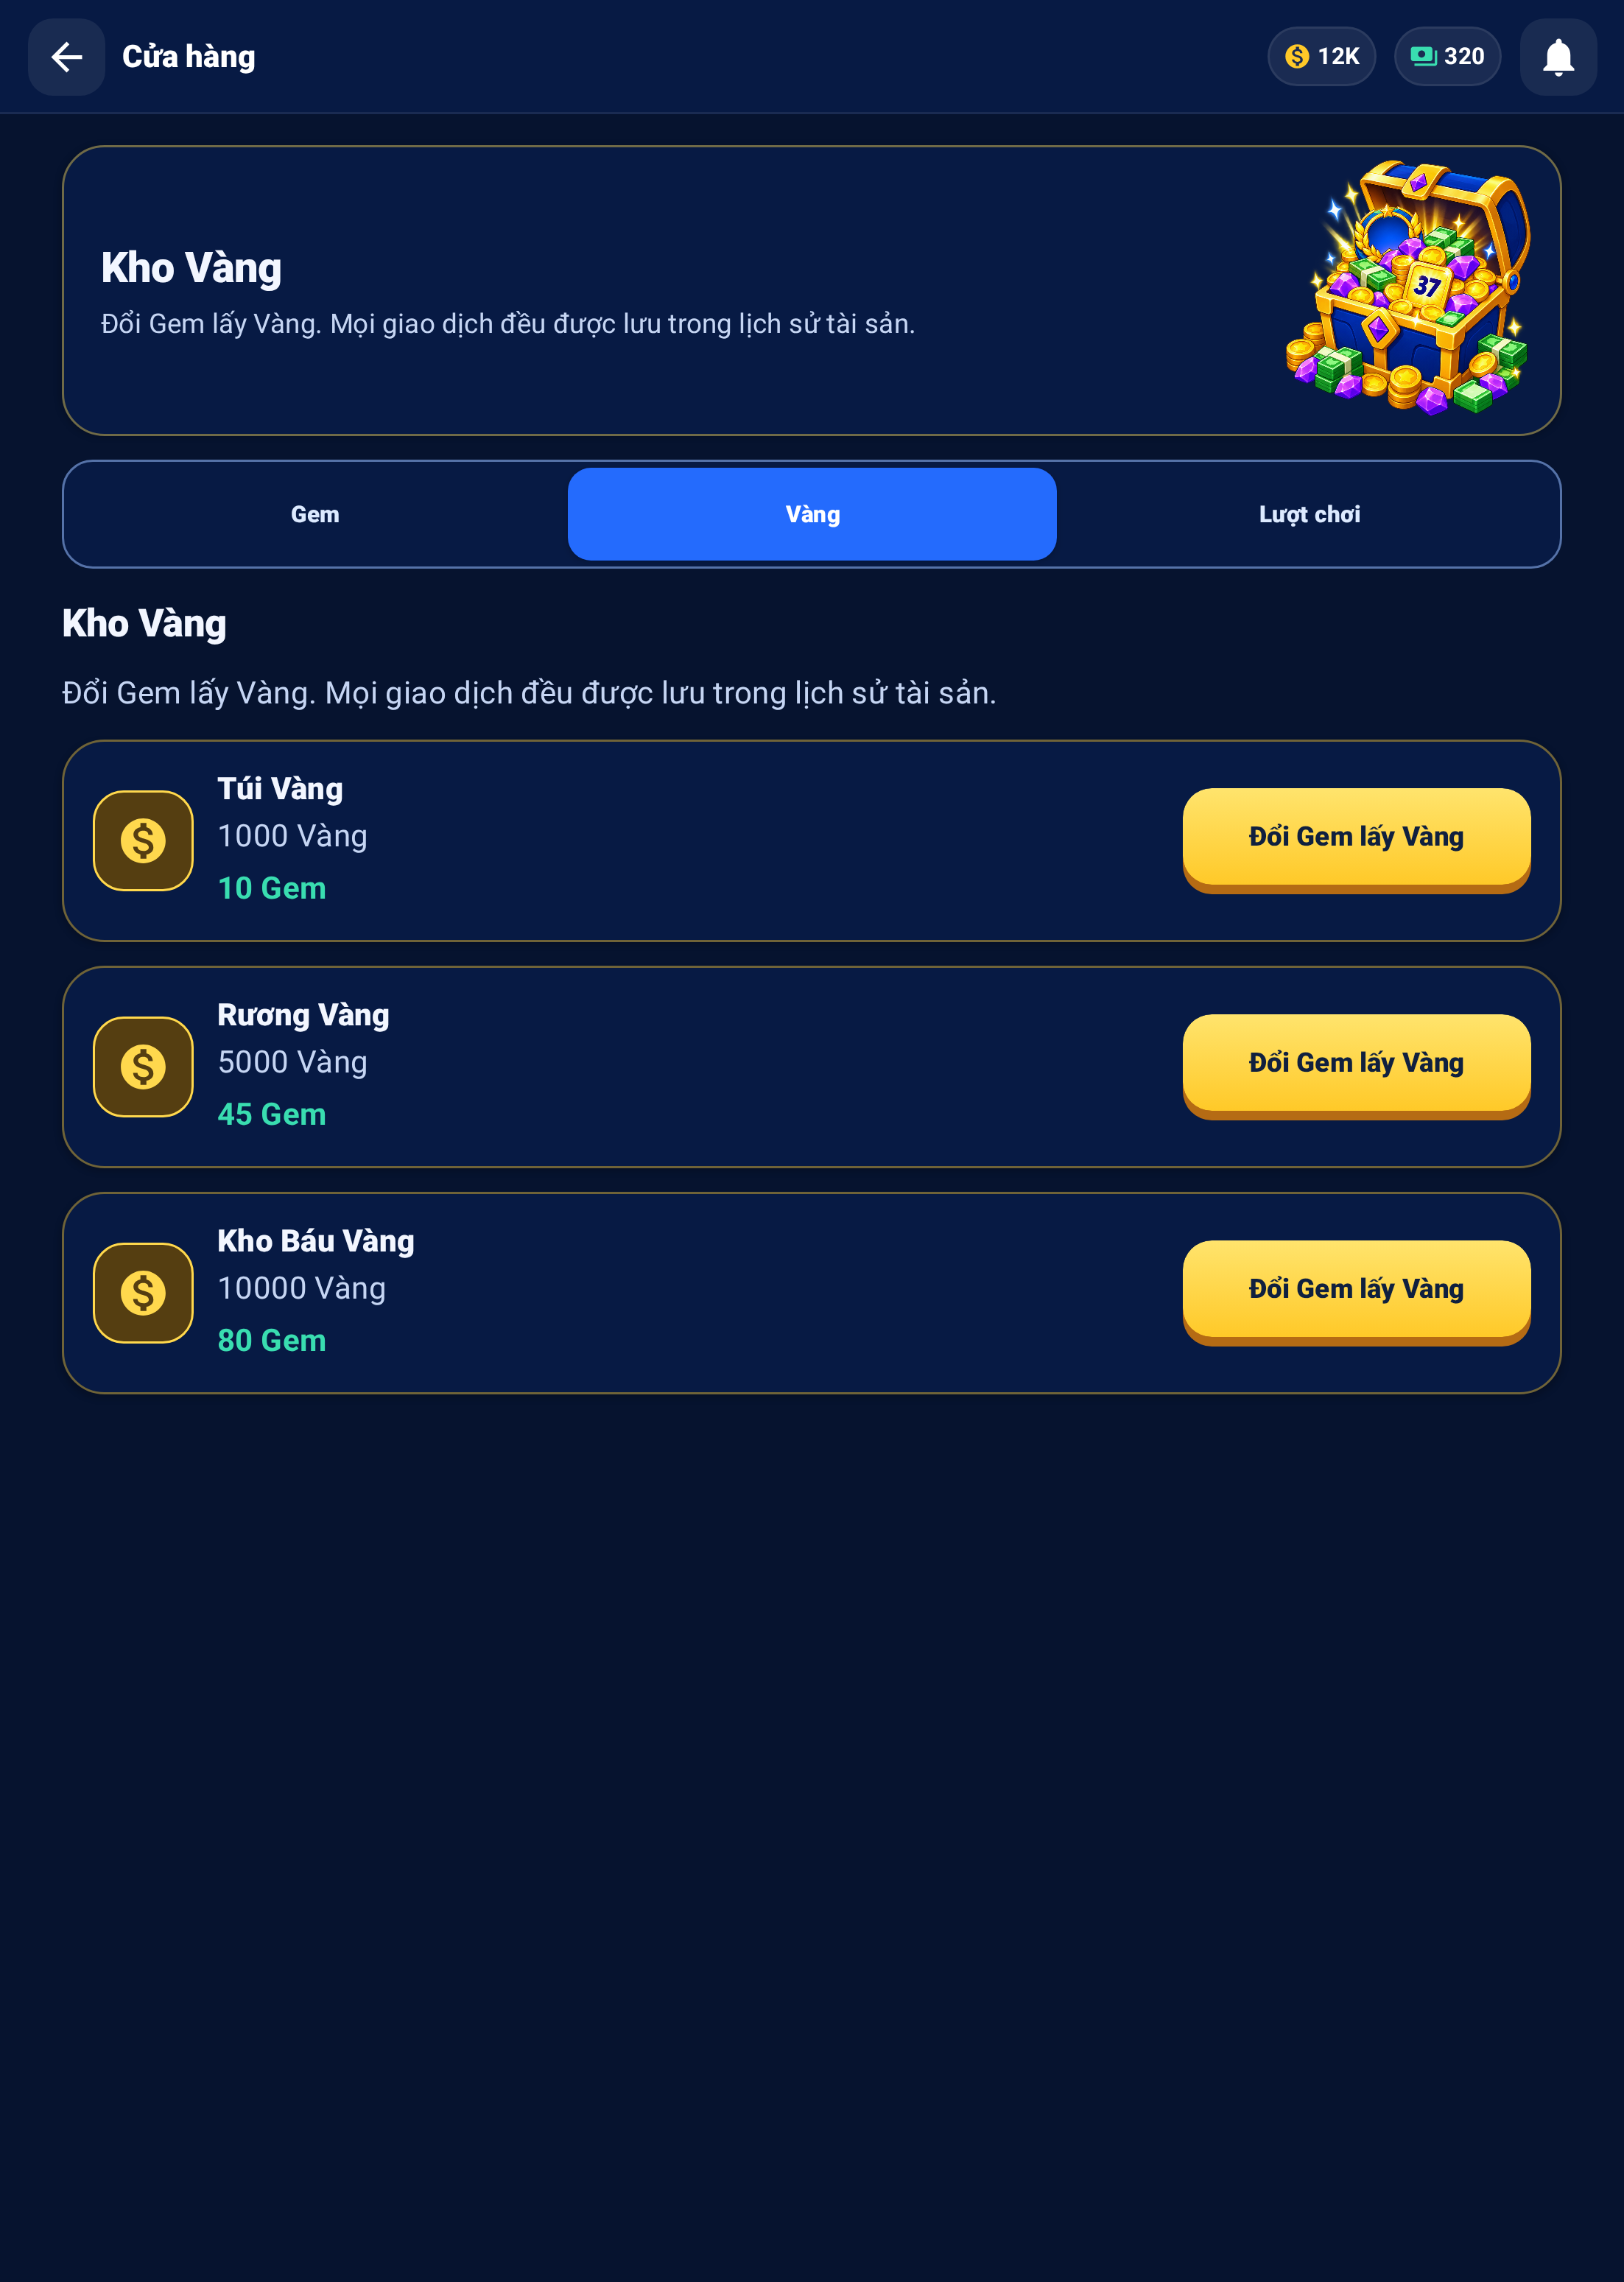 Cửa hàng
12K
320
Kho Vàng
Đổi Gem lấy Vàng. Mọi giao dịch đều được lưu trong lịch sử tài sản.
37
Gem
Vàng
Lượt chơi
Kho Vàng
Đổi Gem lấy Vàng. Mọi giao dịch đều được lưu trong lịch sử tài sản.
Túi Vàng
1000 Vàng
10 Gem
Đổi Gem lấy Vàng
Rương Vàng
5000 Vàng
45 Gem
Đổi Gem lấy Vàng
Kho Báu Vàng
10000 Vàng
80 Gem
Đổi Gem lấy Vàng